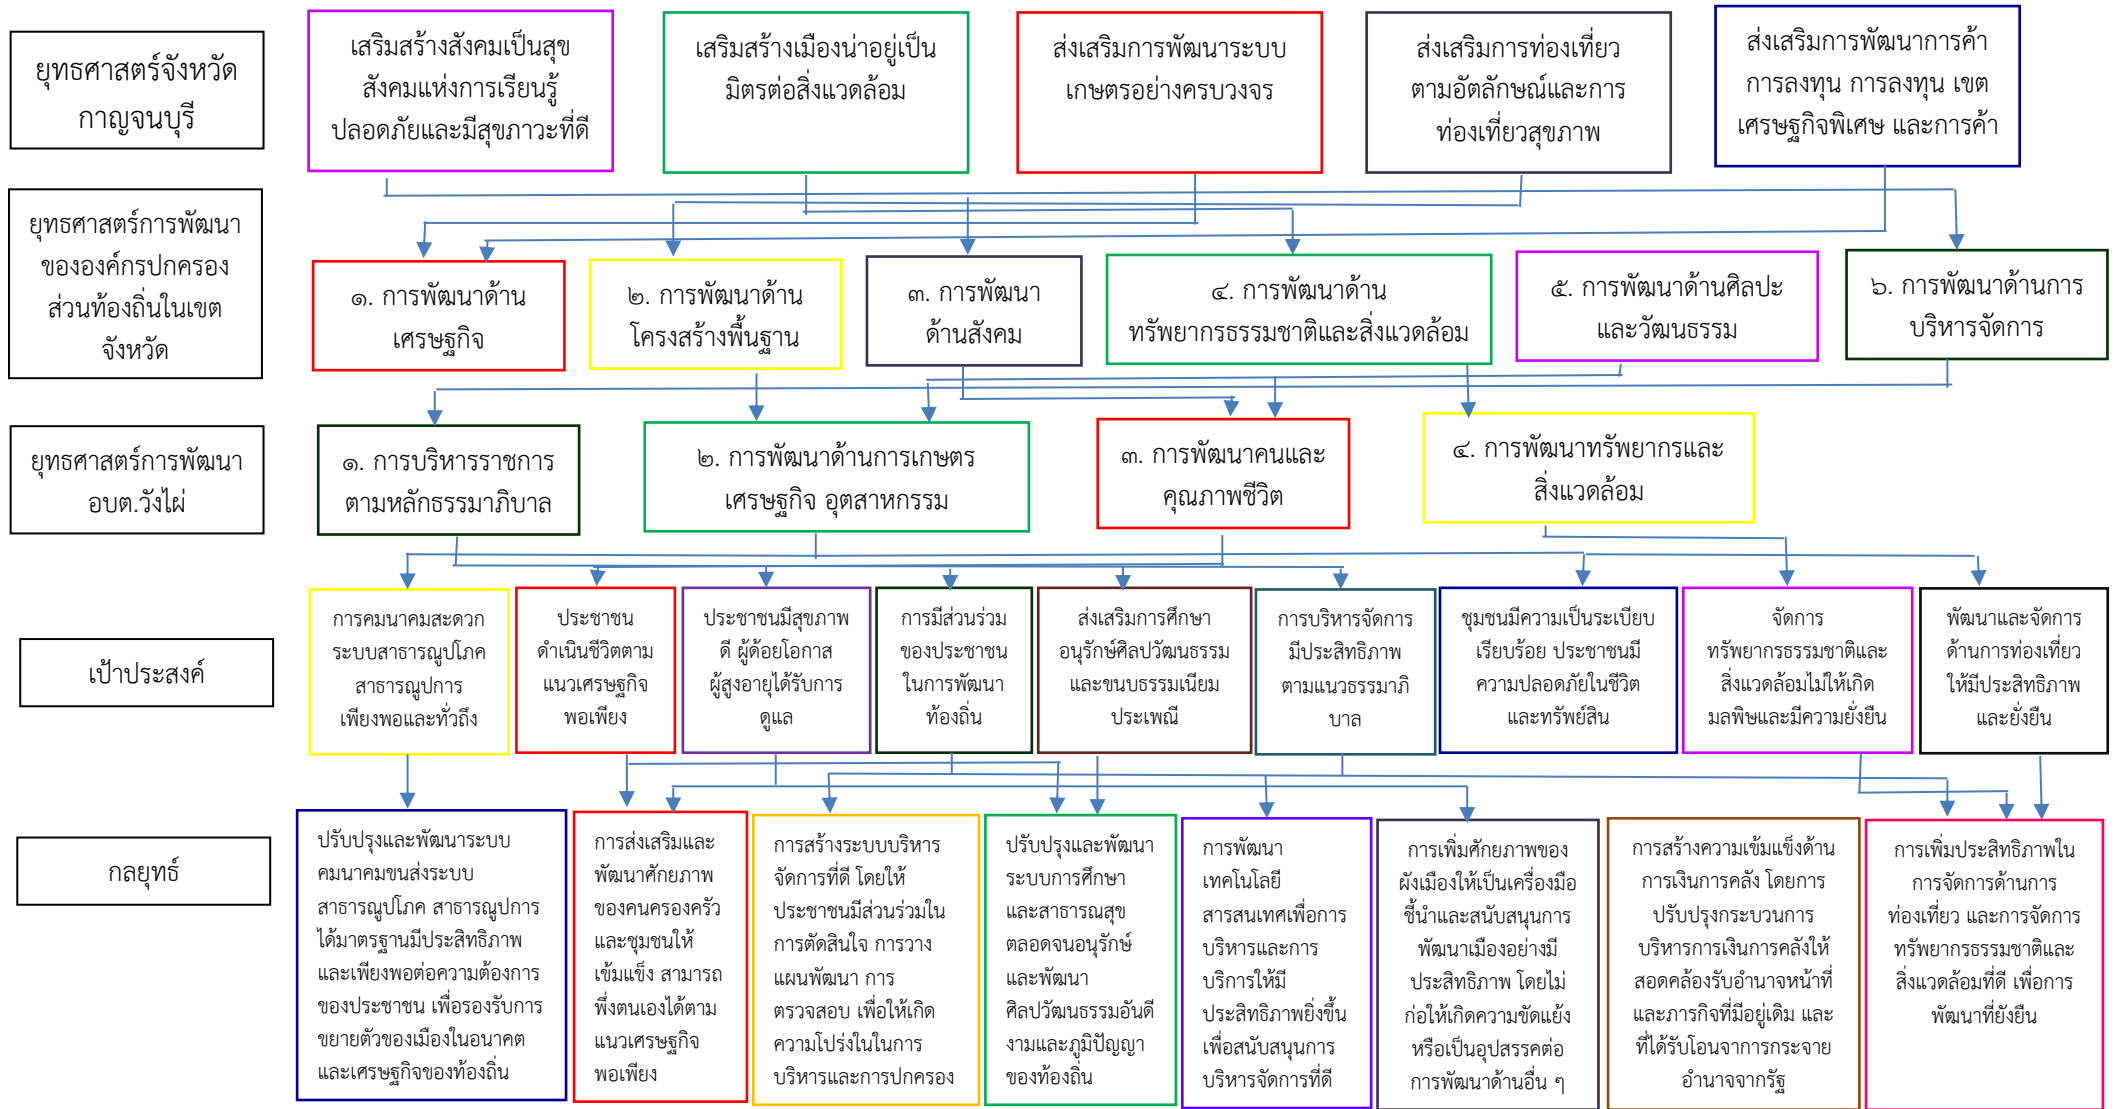 ยุทธศาสตร์จังหวัด
กาญจนบุรี
เสริมสร้างสังคมเป็นสุข
สังคมแห่งการเรียนรู้
ปลอดภัยและมีสุขภาวะที่ดี
เสริมสร้างเมืองน่าอยู่เป็น
มิตรต่อสิ่งแวดล้อม
ส่งเสริมการพัฒนาระบบ
เกษตรอย่างครบวงจร
ส่งเสริมการท่องเที่ยว
ตามอัตลักษณ์และการ
ท่องเที่ยวสุขภาพ
ส่งเสริมการพัฒนาการค้า
การลงทุน การลงทุน เขต
เศรษฐกิจพิเศษ และการค้า
ยุทธศาสตร์การพัฒนา
ขององค์กรปกครอง
ส่วนท้องถิ่นในเขต
จังหวัด
๑. การพัฒนาด้าน
เศรษฐกิจ
๒. การพัฒนาด้าน
โครงสร้างพื้นฐาน
๓. การพัฒนา
ด้านสังคม
๔. การพัฒนาด้าน
ทรัพยากรธรรมชาติและสิ่งแวดล้อม
๕. การพัฒนาด้านศิลปะ
และวัฒนธรรม
๖. การพัฒนาด้านการ
บริหารจัดการ
ยุทธศาสตร์การพัฒนา
อบต.วังไผ่
๑. การบริหารราชการ
ตามหลักธรรมาภิบาล
๒. การพัฒนาด้านการเกษตร
เศรษฐกิจ อุตสาหกรรม
๓. การพัฒนาคนและ
คุณภาพชีวิต
๔. การพัฒนาทรัพยากรและ
สิ่งแวดล้อม
เป้าประสงค์
การคมนาคมสะดวก
ระบบสาธารณูปโภค
สาธารณูปการ
เพียงพอและทั่วถึง
ประชาชน
ดำเนินชีวิตตาม
แนวเศรษฐกิจ
พอเพียง
ประชาชนมีสุขภาพ
ดี ผู้ด้อยโอกาส
ผู้สูงอายุได้รับการ
ดูแล
การมีส่วนร่วม
ของประชาชน
ในการพัฒนา
ท้องถิ่น
ส่งเสริมการศึกษา
อนุรักษ์ศิลปวัฒนธรรม
และขนบธรรมเนียม
ประเพณี
การบริหารจัดการ
มีประสิทธิภาพ
ตามแนวธรรมาภิ
บาล
ชุมชนมีความเป็นระเบียบ
เรียบร้อย ประชาชนมี
ความปลอดภัยในชีวิต
และทรัพย์สิน
จัดการ
ทรัพยากรธรรมชาติและ
สิ่งแวดล้อมไม่ให้เกิด
มลพิษและมีความยั่งยืน
พัฒนาและจัดการ
ด้านการท่องเที่ยว
ให้มีประสิทธิภาพ
และยั่งยืน
กลยุทธ์
ปรับปรุงและพัฒนาระบบ
คมนาคมขนส่งระบบ
สาธารณูปโภค สาธารณูปการ
ได้มาตรฐานมีประสิทธิภาพ
และเพียงพอต่อความต้องการ
ของประชาชน เพื่อรองรับการ
ขยายตัวของเมืองในอนาคต
และเศรษฐกิจของท้องถิ่น
การส่งเสริมและ
พัฒนาศักยภาพ
ของคนครองครัว
และชุมชนให้
เข้มแข็ง สามารถ
พึ่งตนเองได้ตาม
แนวเศรษฐกิจ
พอเพียง
การสร้างระบบบริหาร
จัดการที่ดี โดยให้
ประชาชนมีส่วนร่วมใน
การตัดสินใจ การวาง
แผนพัฒนา การ
ตรวจสอบ เพื่อให้เกิด
ความโปร่งในในการ
บริหารและการปกครอง
ปรับปรุงและพัฒนา
ระบบการศึกษา
และสาธารณสุข
ตลอดจนอนุรักษ์
และพัฒนา
ศิลปวัฒนธรรมอันดี
งามและภูมิปัญญา
ของท้องถิ่น
การพัฒนา
เทคโนโลยี
สารสนเทศเพื่อการ
บริหารและการ
บริการให้มี
ประสิทธิภาพยิ่งขึ้น
เพื่อสนับสนุนการ
บริหารจัดการที่ดี
การเพิ่มศักยภาพของ
ผังเมืองให้เป็นเครื่องมือ
ชี้นำและสนับสนุนการ
พัฒนาเมืองอย่างมี
ประสิทธิภาพ โดยไม่
ก่อให้เกิดความขัดแย้ง
หรือเป็นอุปสรรคต่อ
การพัฒนาด้านอื่น ๆ
การสร้างความเข้มแข็งด้าน
การเงินการคลัง โดยการ
ปรับปรุงกระบวนการ
บริหารการเงินการคลังให้
สอดคล้องรับอำนาจหน้าที่
และภารกิจที่มีอยู่เดิม และ
ที่ได้รับโอนจาการกระจาย
อำนาจจากรัฐ
การเพิ่มประสิทธิภาพใน
การจัดการด้านการ
ท่องเที่ยว และการจัดการ
ทรัพยากรธรรมชาติและ
สิ่งแวดล้อมที่ดี เพื่อการ
พัฒนาที่ยังยืน